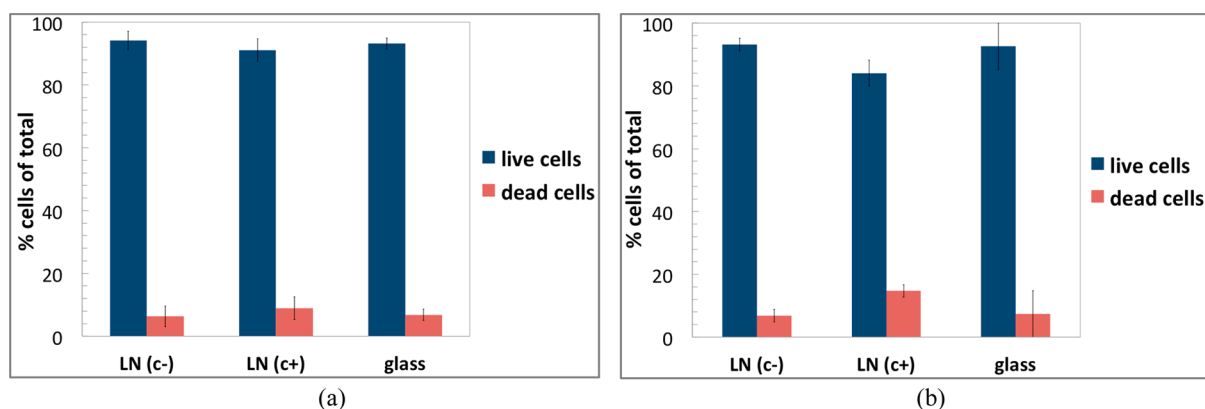 % cells of total
100
80
60
40
20
0
LN (c-) LN (c+) glass
live cells
dead cells
(a)
% cells of total
100
80
60
40
20
0
LN (c-) LN (c+) glass
live cells
dead cells
(b)